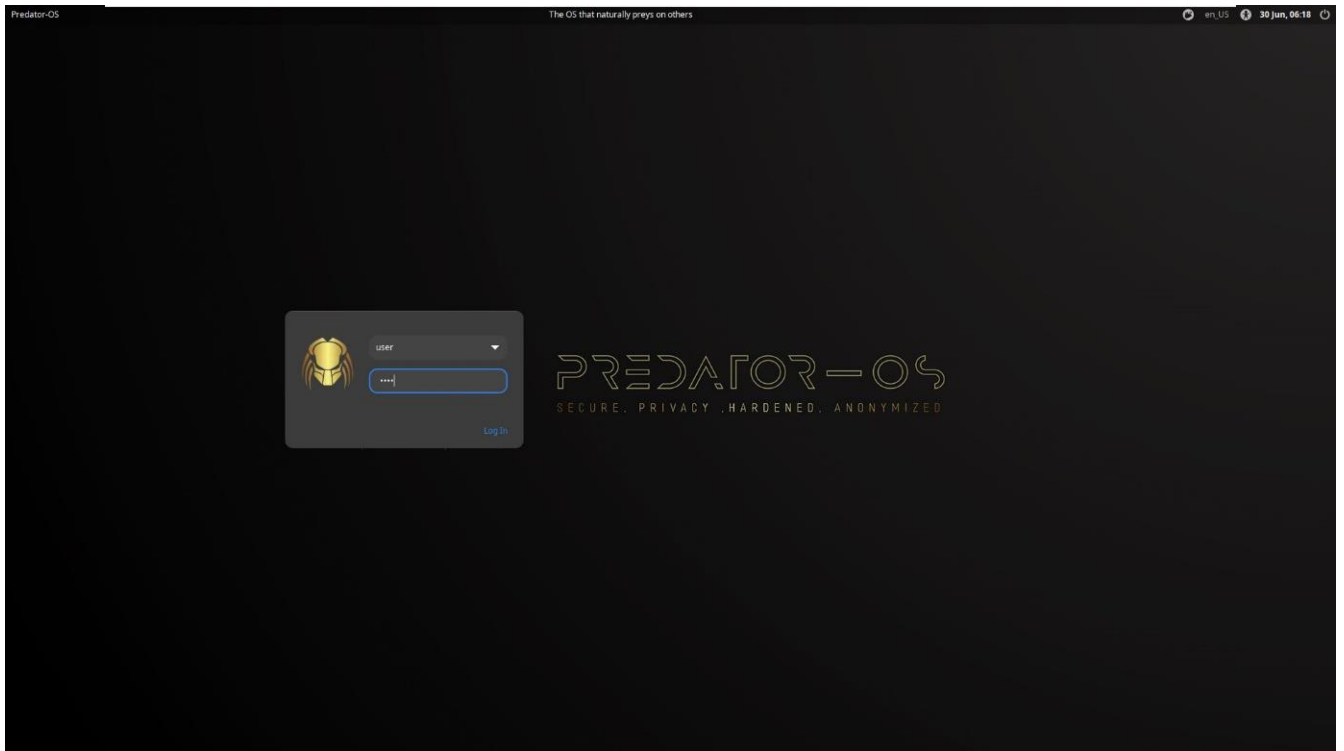 Predator-OS
The OS that naturally preys on others
en_US
30 Jun, 06:18
user
••••
Log In
PREDATOR-OS
SECURE. PRIVACY .HARDENED. ANONYMIZED